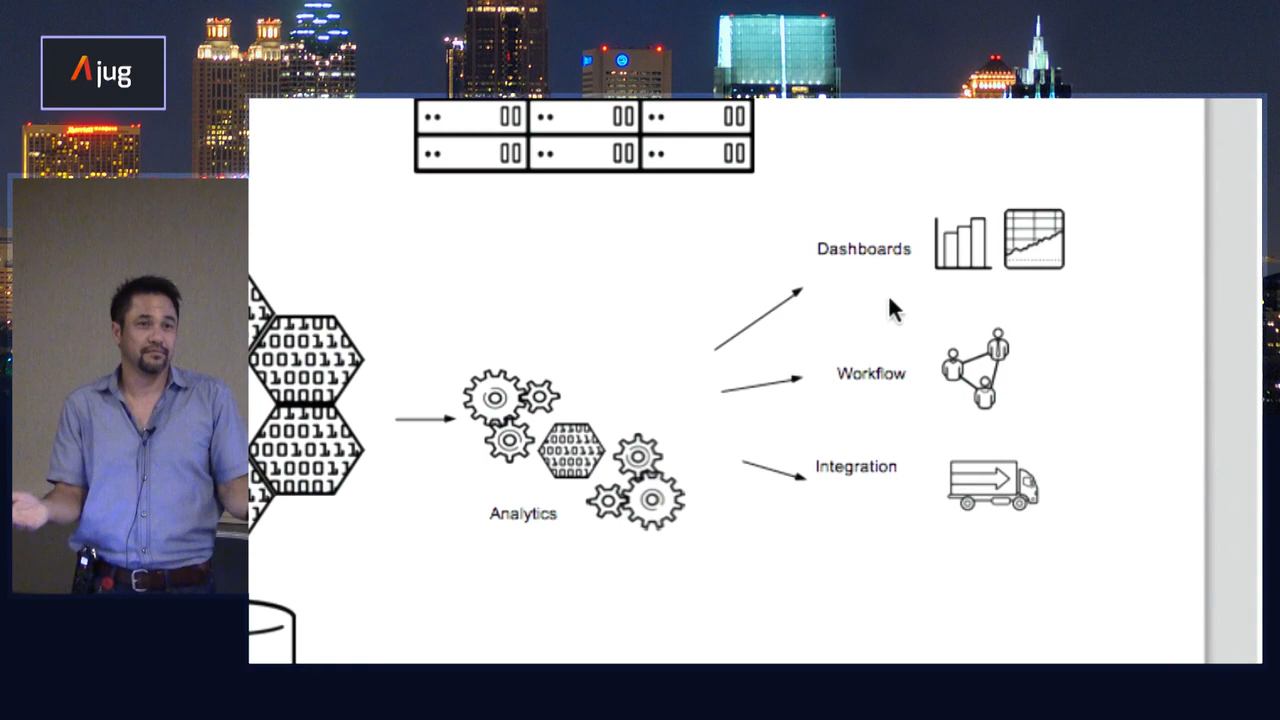 jug
Dashboards
Workflow
Integration
Analytics